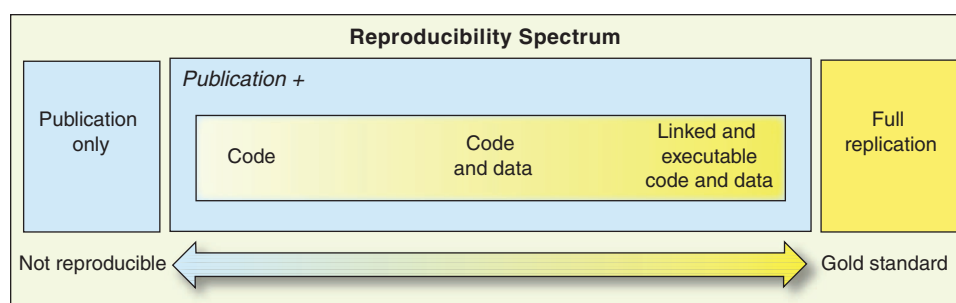 Reproducibility Spectrum
Publication +
Publication
only
Code
Code
and data
Linked and
executable
code and data
Full
replication
Not reproducible
Gold standard